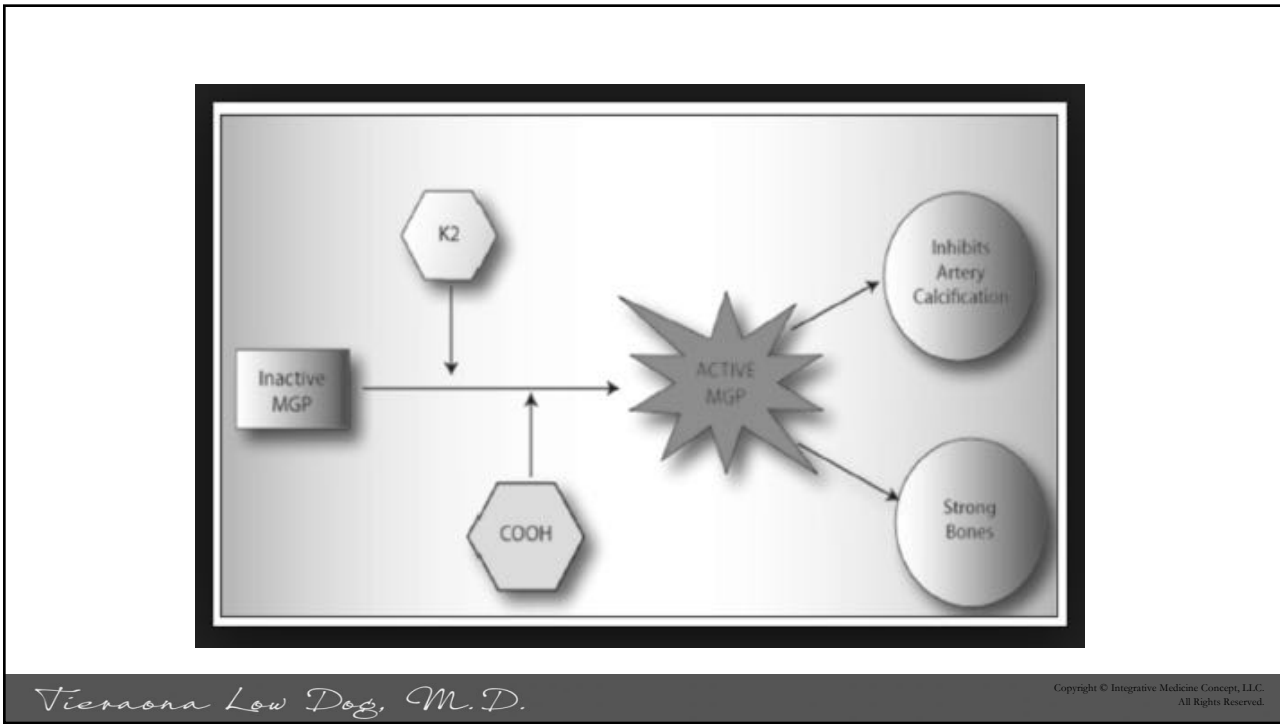 K2
Inactive
MGP
COOH
ACTIVE
MGP
Inhibits
Artery
Calcification
Strong
Bones
Tieraona Low Dog, M.D.
Copyright © Integrative Medicine Concept, LLC.
All Rights Reserved.